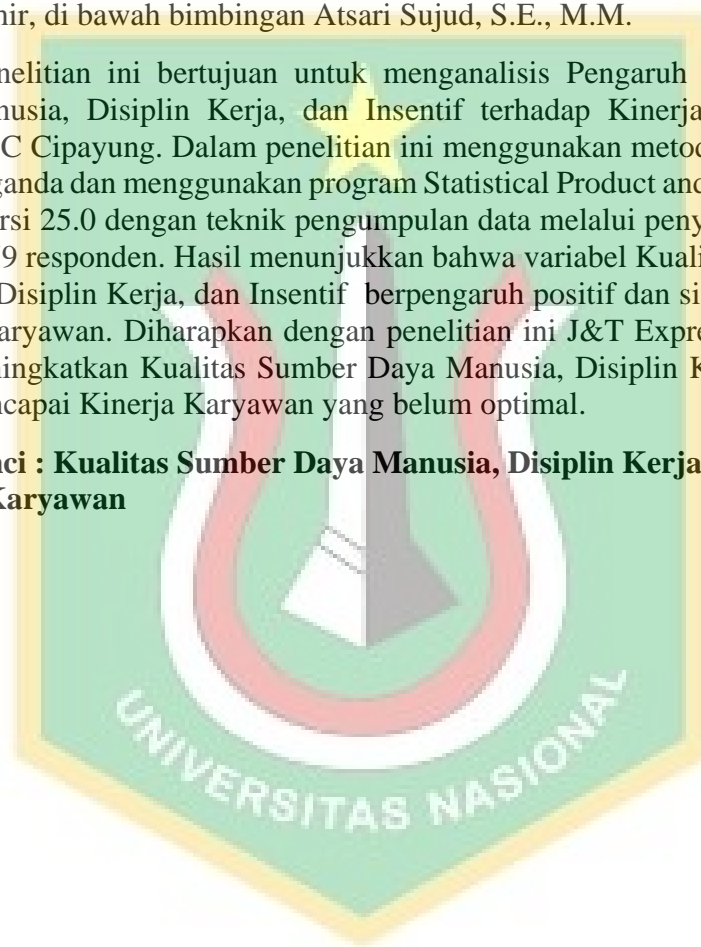 nir, di bawah bimbingan Atsari Sujud, S.E., M.M.
nelitian ini bertujuan untuk menganalisis Pengaruh
nusia, Disiplin Kerja, dan Insentif terhadap Kinerja
C Cipayung. Dalam penelitian ini menggunakan metod
ganda dan menggunakan program Statistical Product and
rsi 25.0 dengan teknik pengumpulan data melalui peny
9 responden. Hasil menunjukkan bahwa variabel Kuali
Disiplin Kerja, dan Insentif berpengaruh positif dan si
aryawan. Diharapkan dengan penelitian ini J&T Expre
ningkatkan Kualitas Sumber Daya Manusia, Disiplin K
ncapai Kinerja Karyawan yang belum optimal.
nci : Kualitas Sumber Daya Manusia, Disiplin Kerja
Karyawan
UNIVERSITAS NASIONAL